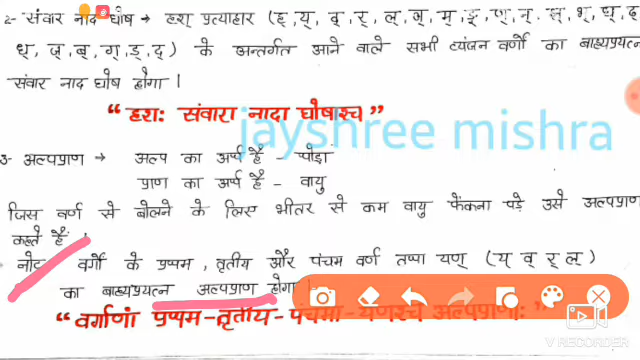 2- संवार नाद घोष → हश् प्रत्याहार (ह्, य्, व्, र्, ल्, ञ्, म्, ङ्, ण्, न्, झ्, भ्, घ्, ढ्
ध्, ज्, ब्, ग्, ड्, द्) के अन्तर्गत आने वाले सभी व्यंजन वर्णों का बाह्यप्रयत्न
संवार नाद घोष होगा ।
“ हशः संवारा नादा घोषाश्च ”
jayshree mishra
3- अल्पप्राण → अल्प का अर्थ है - थोड़ा
प्राण का अर्थ है - वायु
जिस वर्ण से बोलने के लिए भीतर से कम वायु फेंकना पड़े उसे अल्पप्राण
कहते हैं ।
नोट वर्गों के प्रथम, तृतीय और पंचम वर्ण तथा यण् (य् व् र् ल्)
का बाह्यप्रयत्न अल्पप्राण होगा
“ वर्गाणां प्रथम-तृतीय-पंचमा-यणश्च अल्पप्राणाः ”
V RECORDER